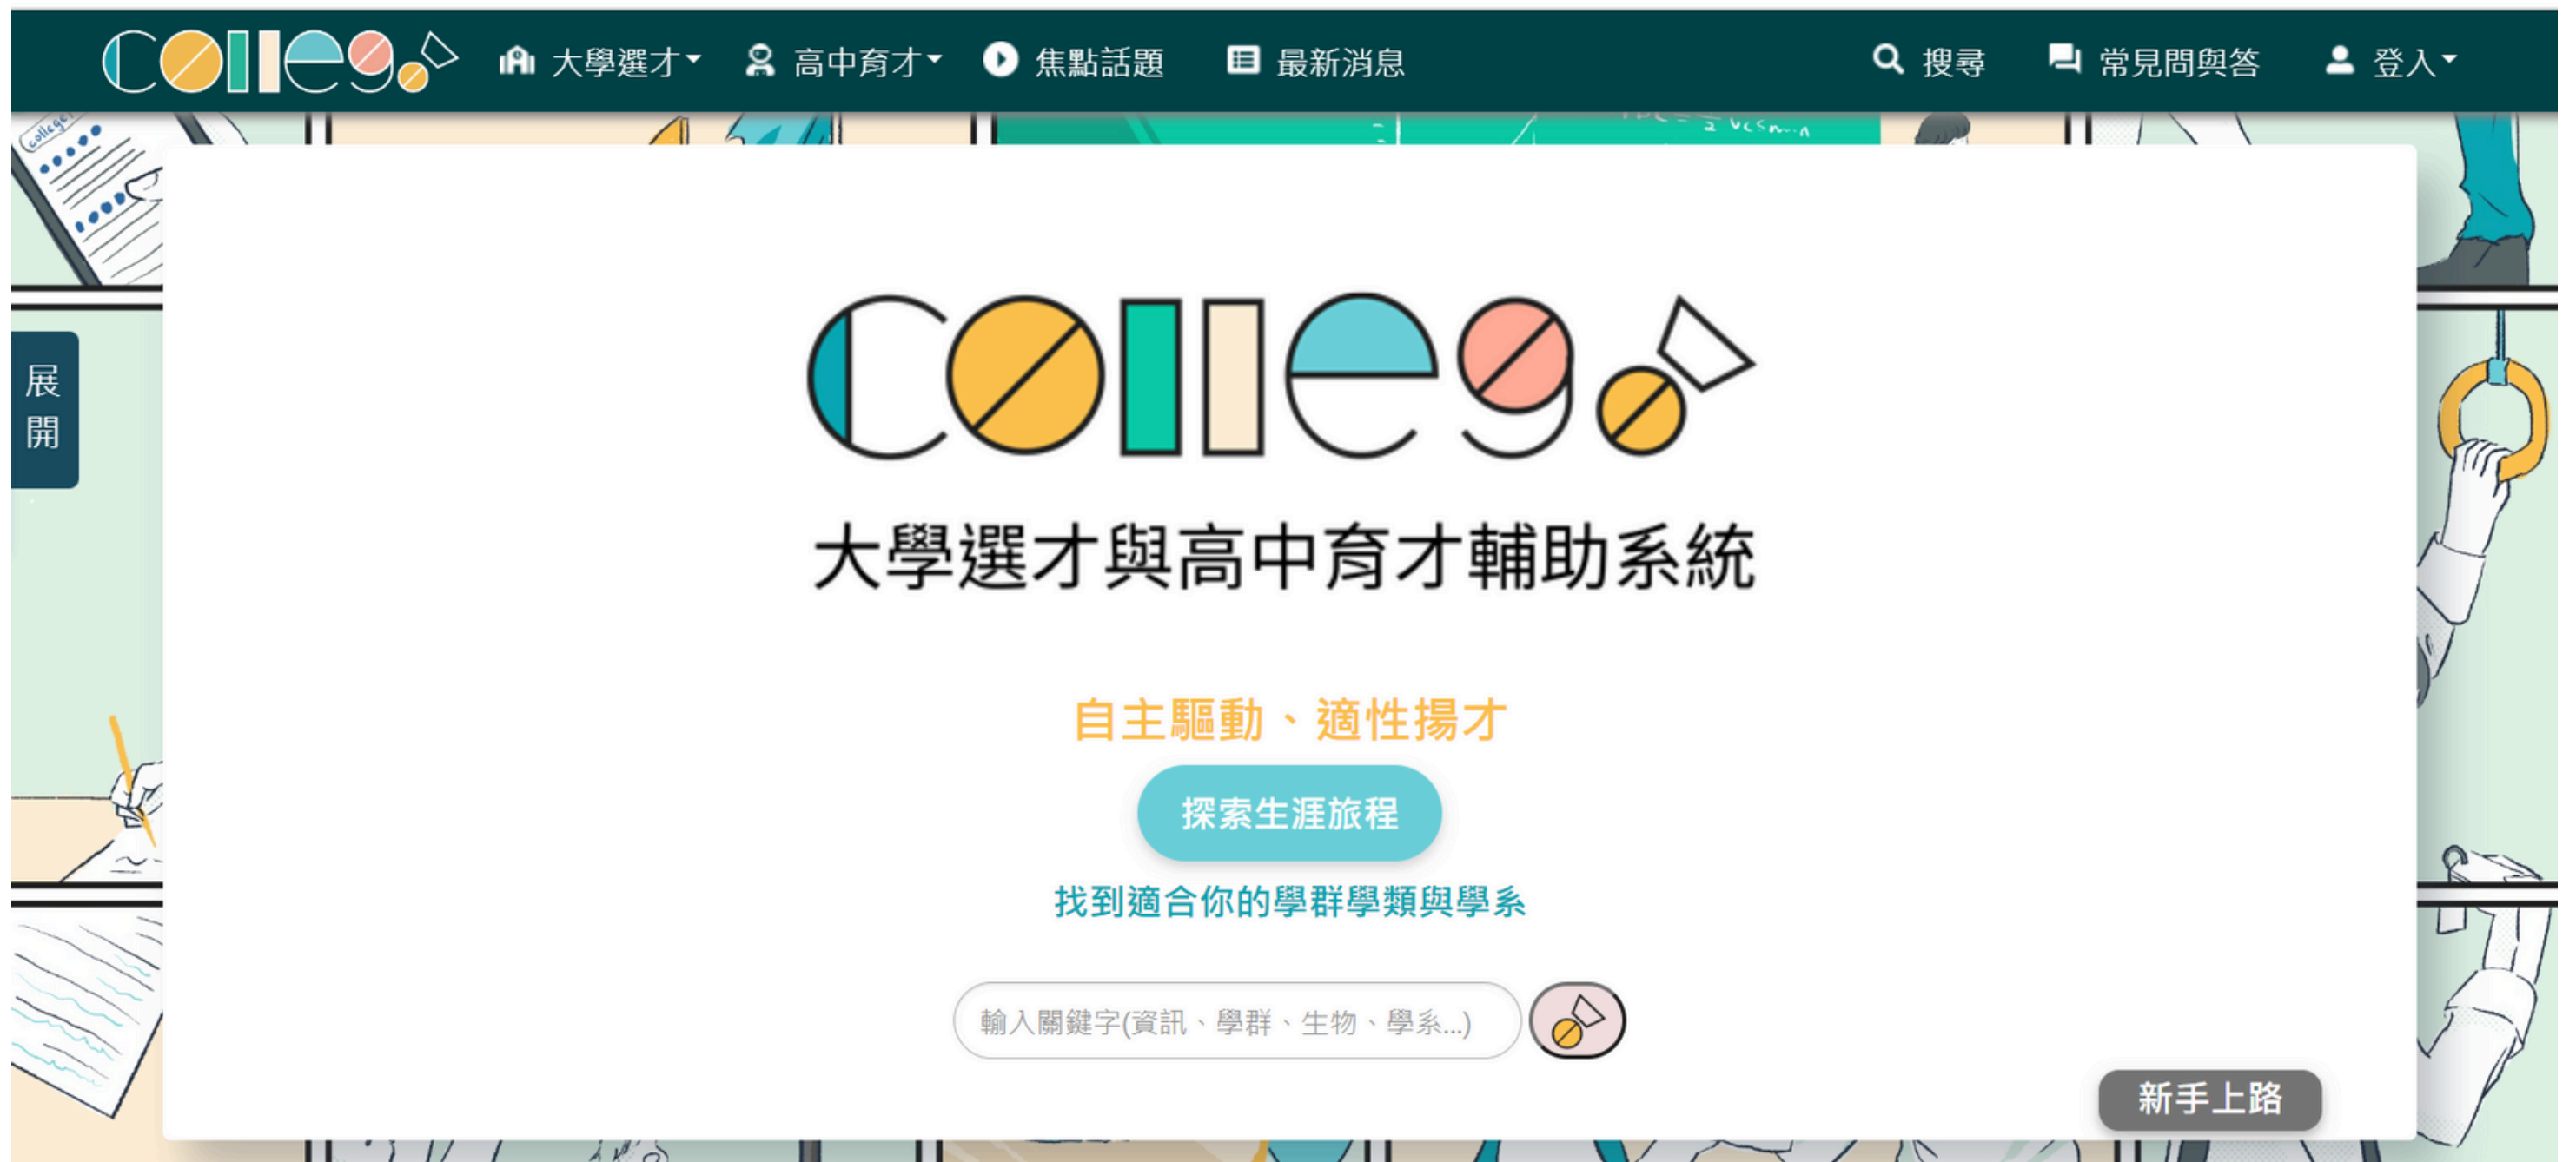 ColleGo
大學選才
高中育才
焦點話題
最新消息
搜尋
常見問與答
登入
college
展開
ColleGo
大學選才與高中育才輔助系統
自主驅動、適性揚才
探索生涯旅程
找到適合你的學群學類與學系
輸入關鍵字(資訊、學群、生物、學系...)
新手上路